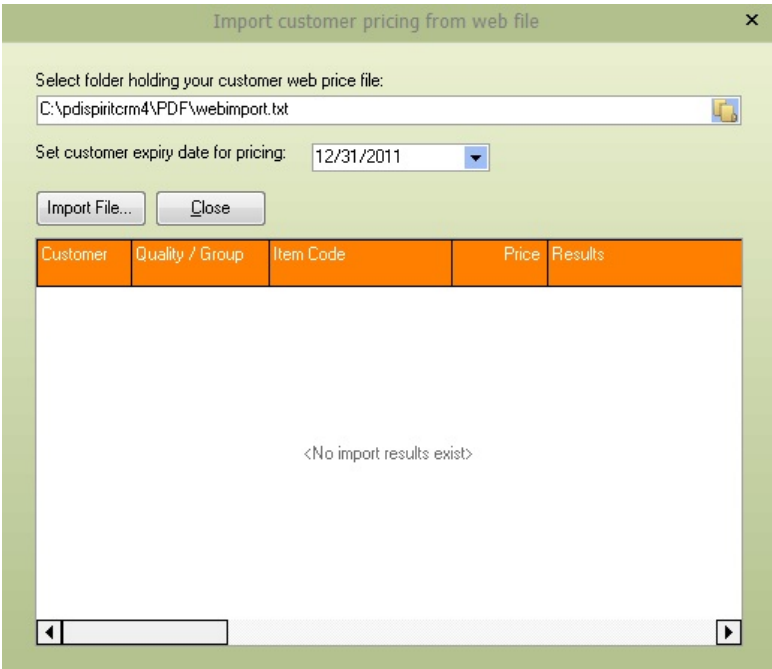 Import customer pricing from web file
Select folder holding your customer web price file:
C:\pdispiritcrm4\PDF\webimport.txt
Set customer expiry date for pricing: 12/31/2011
Import File... Close
Customer Quality / Group Item Code Price Results
<No import results exist>